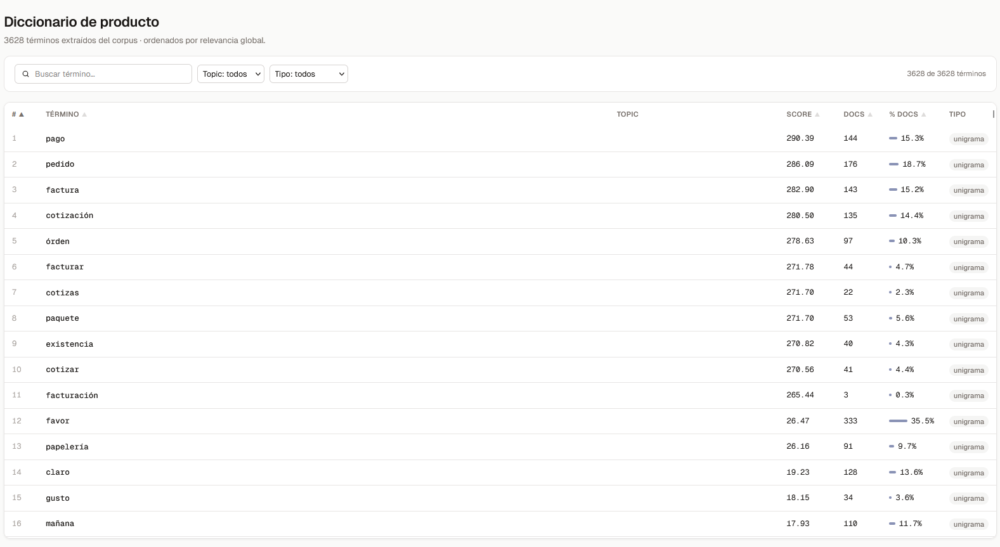 Diccionario de producto
3628 términos extraídos del corpus · ordenados por relevancia global.
Buscar término… Topic: todos Tipo: todos 3628 de 3628 términos
# ▲ TÉRMINO ▲ TOPIC SCORE ▲ DOCS ▲ % DOCS ▲ TIPO
1 pago 290.39 144 15.3% unigrama
2 pedido 286.09 176 18.7% unigrama
3 factura 282.90 143 15.2% unigrama
4 cotización 280.50 135 14.4% unigrama
5 órden 278.63 97 10.3% unigrama
6 facturar 271.78 44 4.7% unigrama
7 cotizas 271.70 22 2.3% unigrama
8 paquete 271.70 53 5.6% unigrama
9 existencia 270.82 40 4.3% unigrama
10 cotizar 270.56 41 4.4% unigrama
11 facturación 265.44 3 0.3% unigrama
12 favor 26.47 333 35.5% unigrama
13 papelería 26.16 91 9.7% unigrama
14 claro 19.23 128 13.6% unigrama
15 gusto 18.15 34 3.6% unigrama
16 mañana 17.93 110 11.7% unigrama